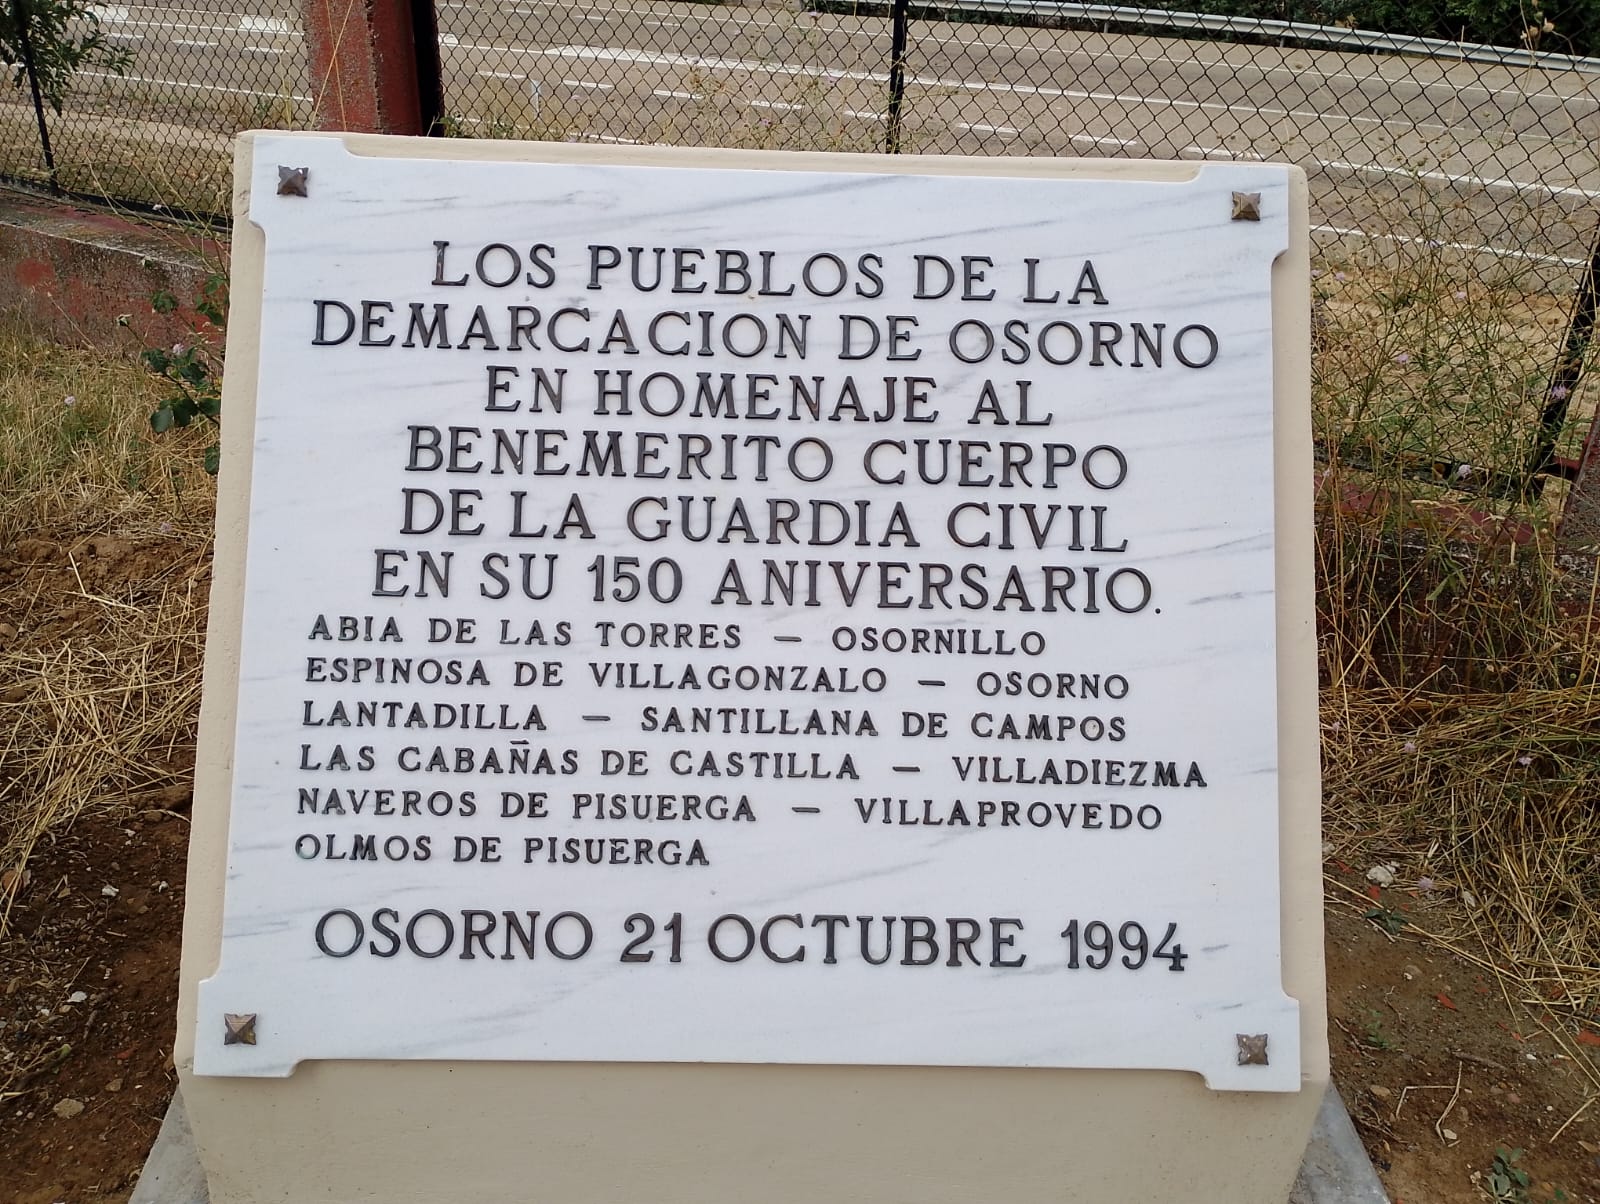 LOS PUEBLOS DE LA
DEMARCACION DE OSORNO
EN HOMENAJE AL
BENEMERITO CUERPO
DE LA GUARDIA CIVIL
EN SU 150 ANIVERSARIO.
ABIA DE LAS TORRES — OSORNILLO
ESPINOSA DE VILLAGONZALO — OSORNO
LANTADILLA — SANTILLANA DE CAMPOS
LAS CABAÑAS DE CASTILLA — VILLADIEZMA
NAVEROS DE PISUERGA — VILLAPROVEDO
OLMOS DE PISUERGA
OSORNO 21 OCTUBRE 1994